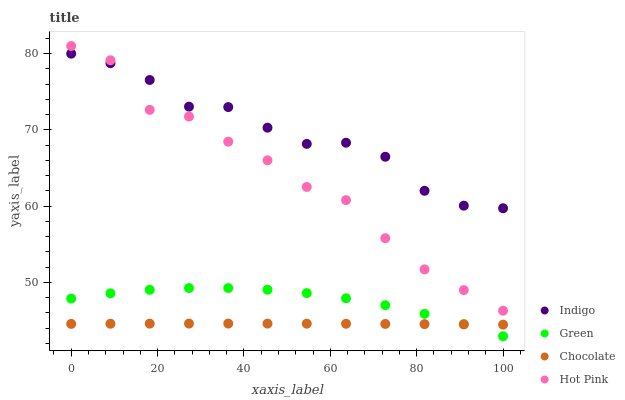 title
yaxis_label
80
70
60
50
0
20
40
60
80
100
xaxis_label
Indigo
Green
Chocolate
Hot Pink